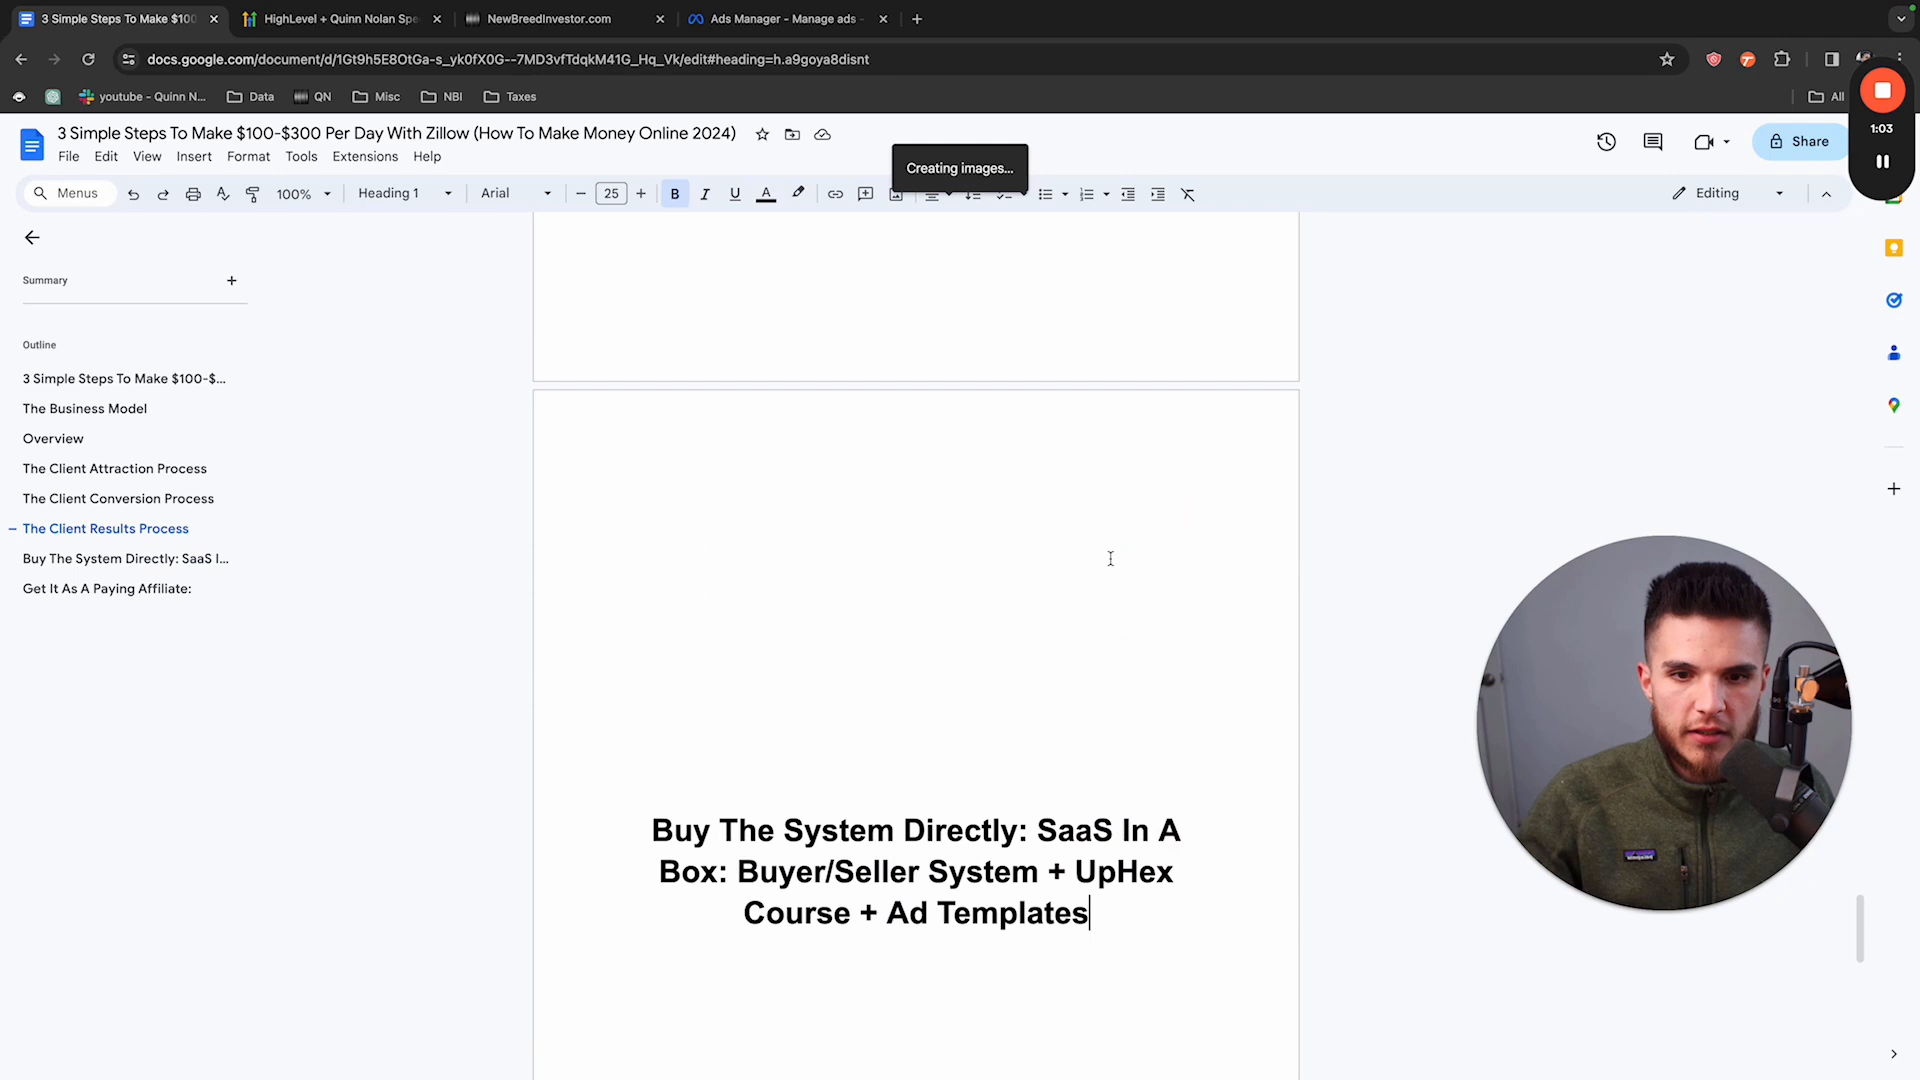 3 Simple Steps To Make $100
HighLevel + Quinn Nolan Spe
NewBreedInvestor.com
Ads Manager - Manage ads -
docs.google.com/document/d/1Gt9h5E8OtGa-s_yk0fX0G--7MD3vfTdqkM41G_Hq_Vk/edit#heading=h.a9goya8disnt
youtube - Quinn N...
Data
QN
Misc
NBI
Taxes
All
1:03
3 Simple Steps To Make $100-$300 Per Day With Zillow (How To Make Money Online 2024)
File Edit View Insert Format Tools Extensions Help
Share
Creating images...
Menus
100%
Heading 1
Arial
25
B I U A
Editing
Summary
Outline
3 Simple Steps To Make $100-$...
The Business Model
Overview
The Client Attraction Process
The Client Conversion Process
The Client Results Process
Buy The System Directly: SaaS I...
Get It As A Paying Affiliate:
Buy The System Directly: SaaS In A
Box: Buyer/Seller System + UpHex
Course + Ad Templates